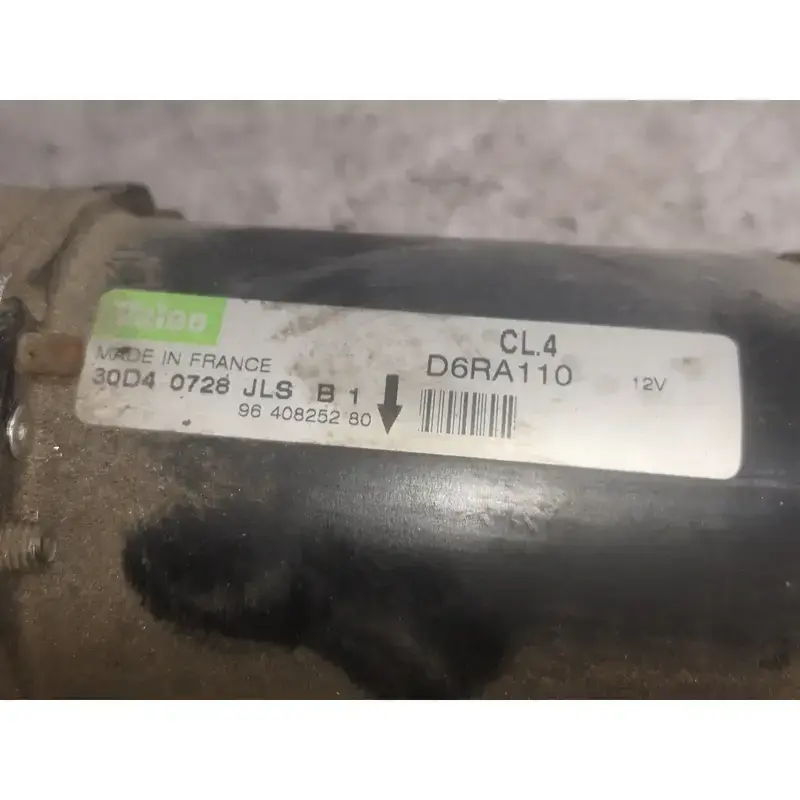 Valeo
CL.4
MADE IN FRANCE
D6RA110 12V
30D4 0728 JLS B 1
96 408252 80